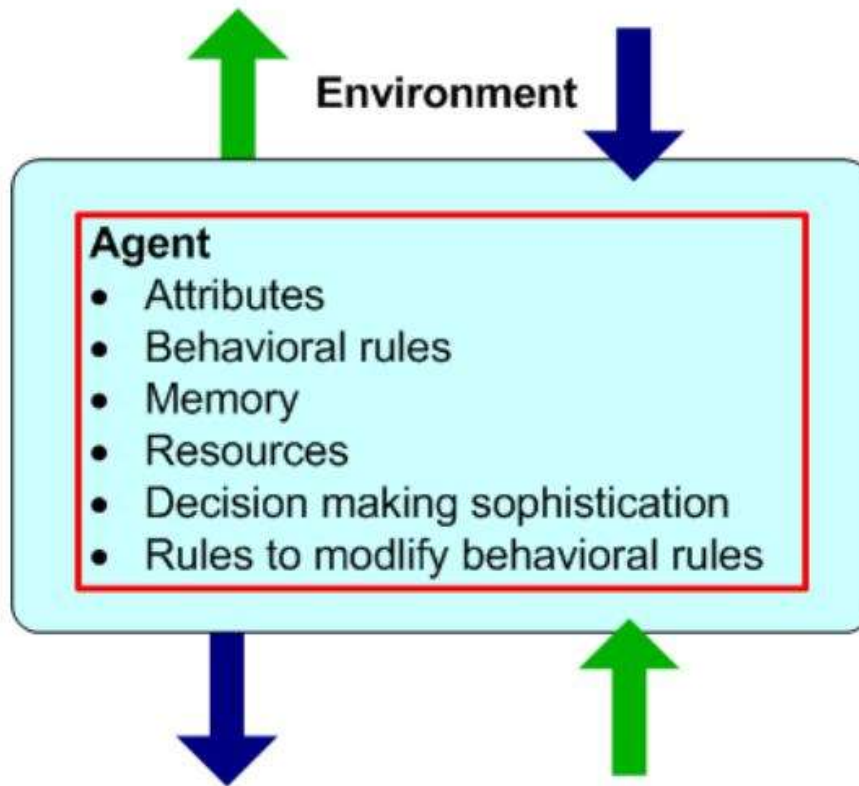 Environment
Agent
• Attributes
• Behavioral rules
• Memory
• Resources
• Decision making sophistication
• Rules to modlify behavioral rules